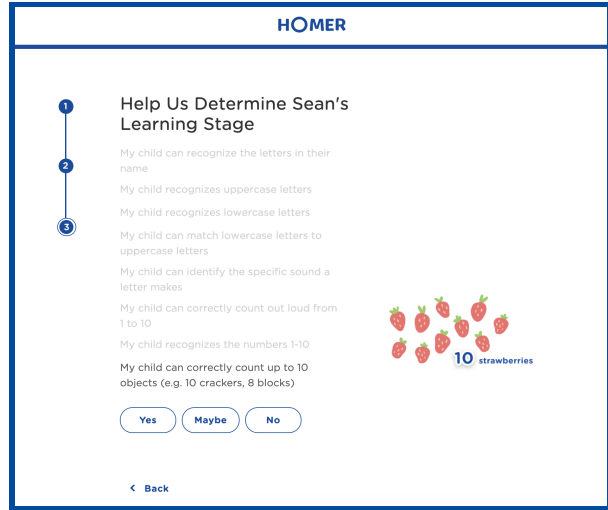 HOMER
1
Help Us Determine Sean's
Learning Stage
My child can recognize the letters in their
name
2
My child recognizes uppercase letters
My child recognizes lowercase letters
3
My child can match lowercase letters to
uppercase letters
My child can identify the specific sound a
letter makes
My child can correctly count out loud from
1 to 10
My child recognizes the numbers 1-10
My child can correctly count up to 10
objects (e.g. 10 crackers, 8 blocks)
10 strawberries
Yes Maybe No
< Back